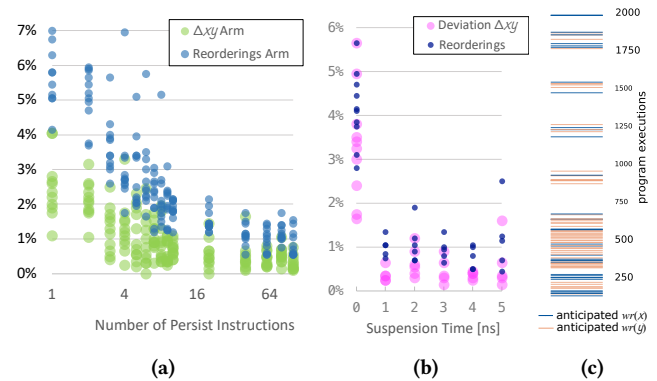 7%
6%
5%
4%
3%
2%
1%
0%
Δxy Arm
Reorderings Arm
1
4
16
64
Number of Persist Instructions
(a)
6%
5%
4%
3%
2%
1%
0%
Deviation Δxy
Reorderings
0
1
2
3
4
5
Suspension Time [ns]
(b)
2000
1750
1500
1250
1000
750
500
250
program executions
anticipated wr(x)
anticipated wr(y)
(c)